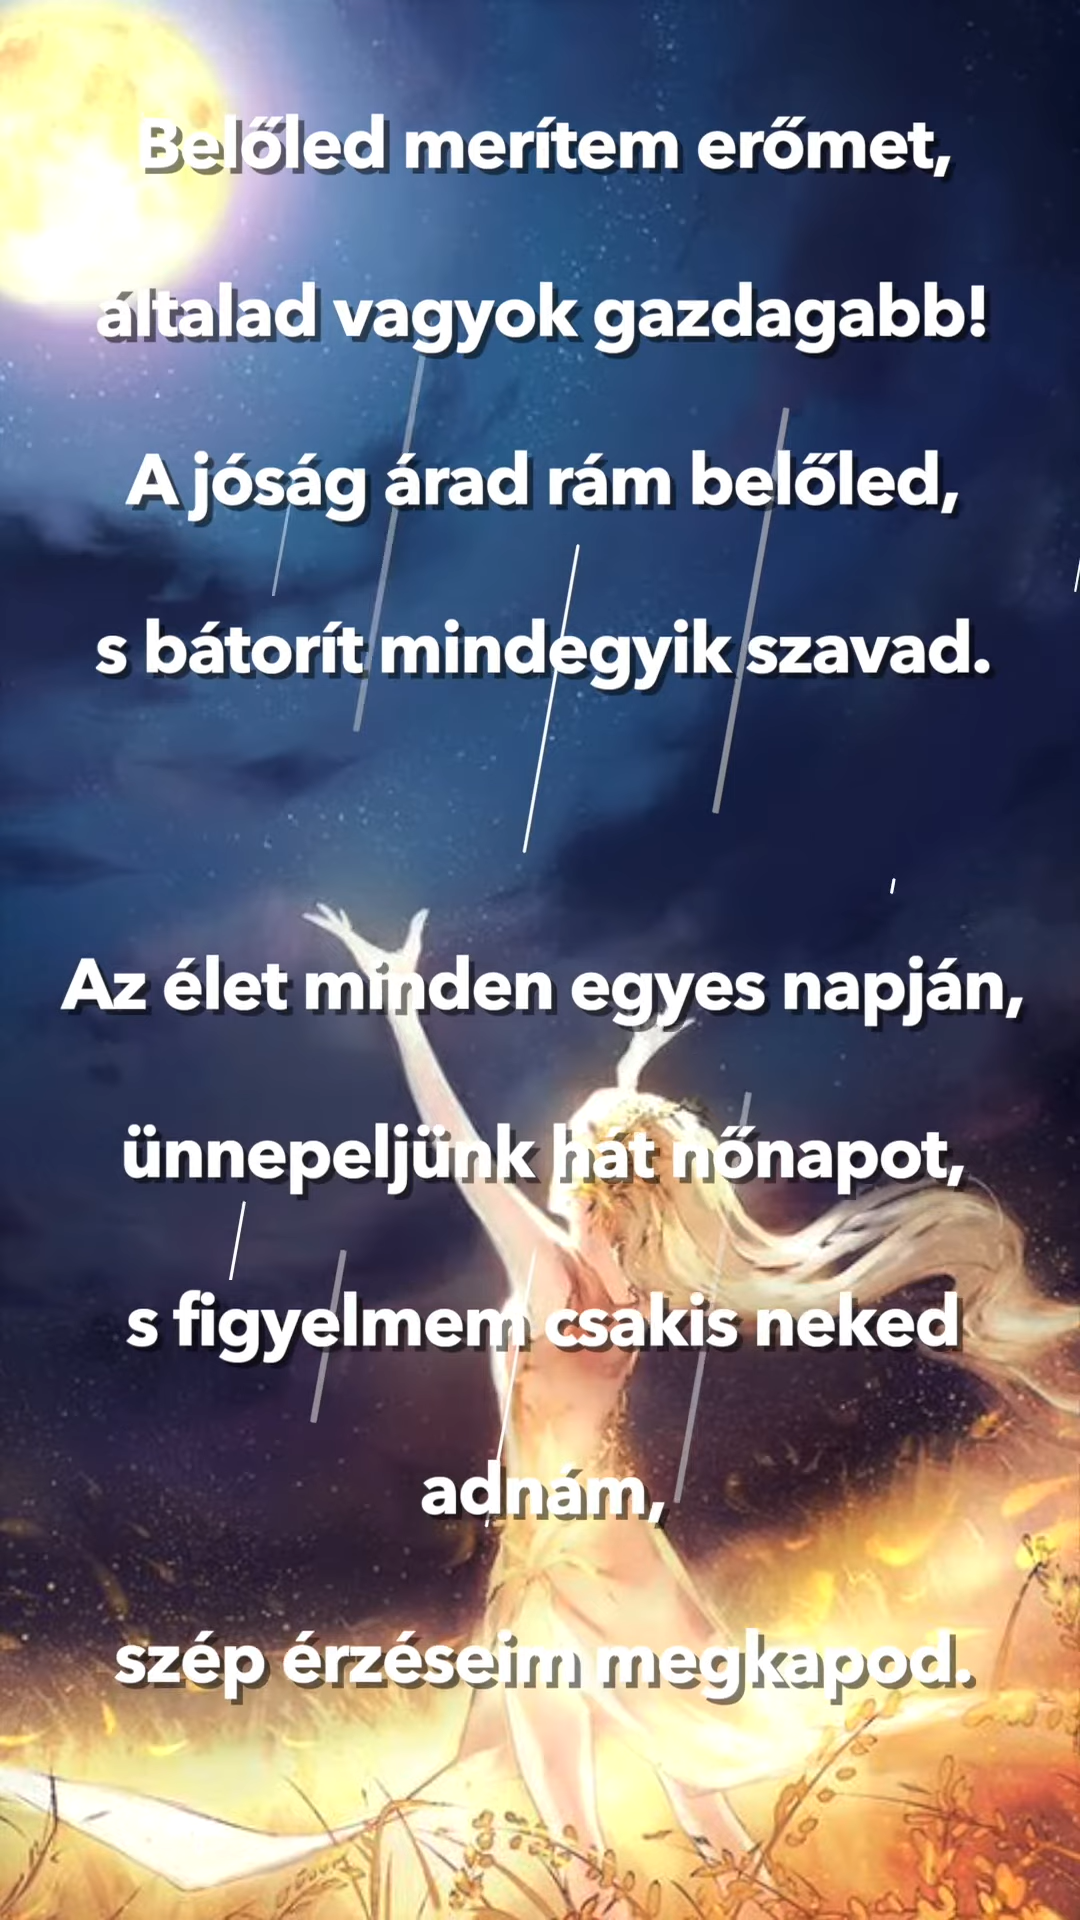 Belőled merítem erőmet,
általad vagyok gazdagabb!
A jóság árad rám belőled,
s bátorít mindegyik szavad.
Az élet minden egyes napján,
ünnepeljünk hát nőnapot,
s figyelmem csakis neked
adnám,
szép érzéseim megkapod.